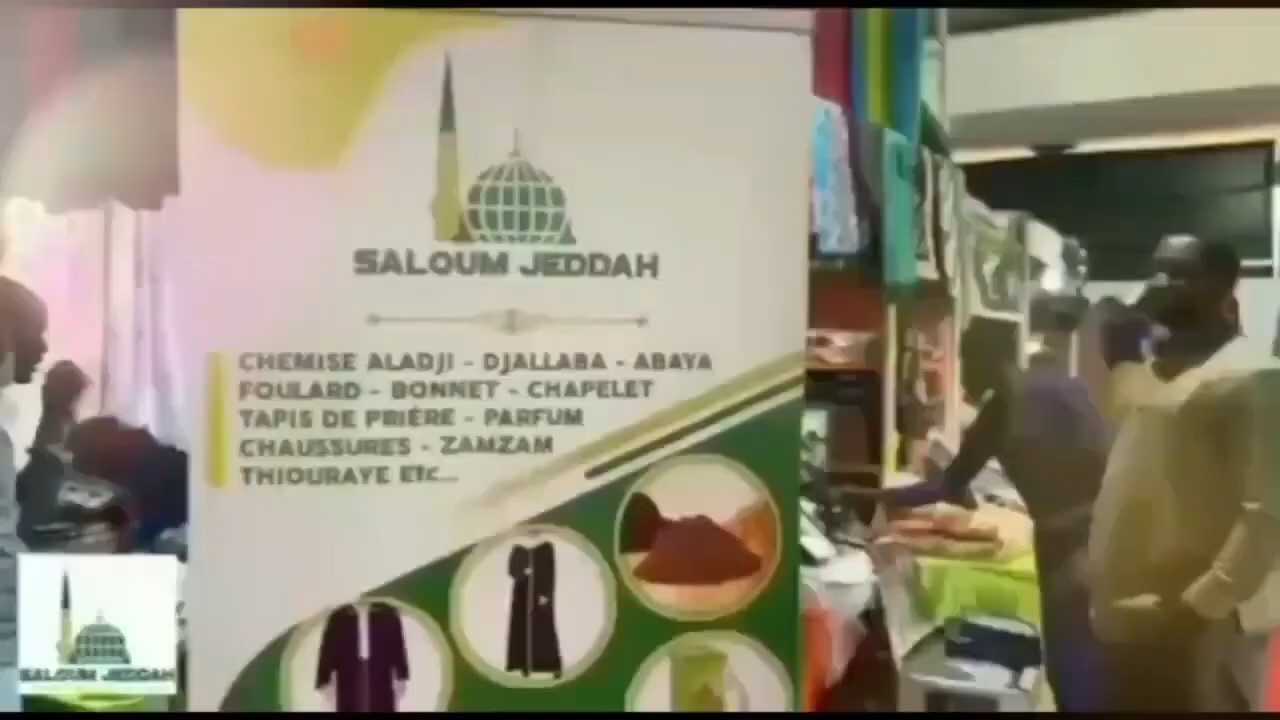 SALOUM JEDDAH
CHEMISE ALADJI - DJALLABA - ABAYA
FOULARD - BONNET - CHAPELET
TAPIS DE PRIÈRE - PARFUM
CHAUSSURES - ZAMZAM
THIOURAYE ETC...
SALOUM JEDDAH